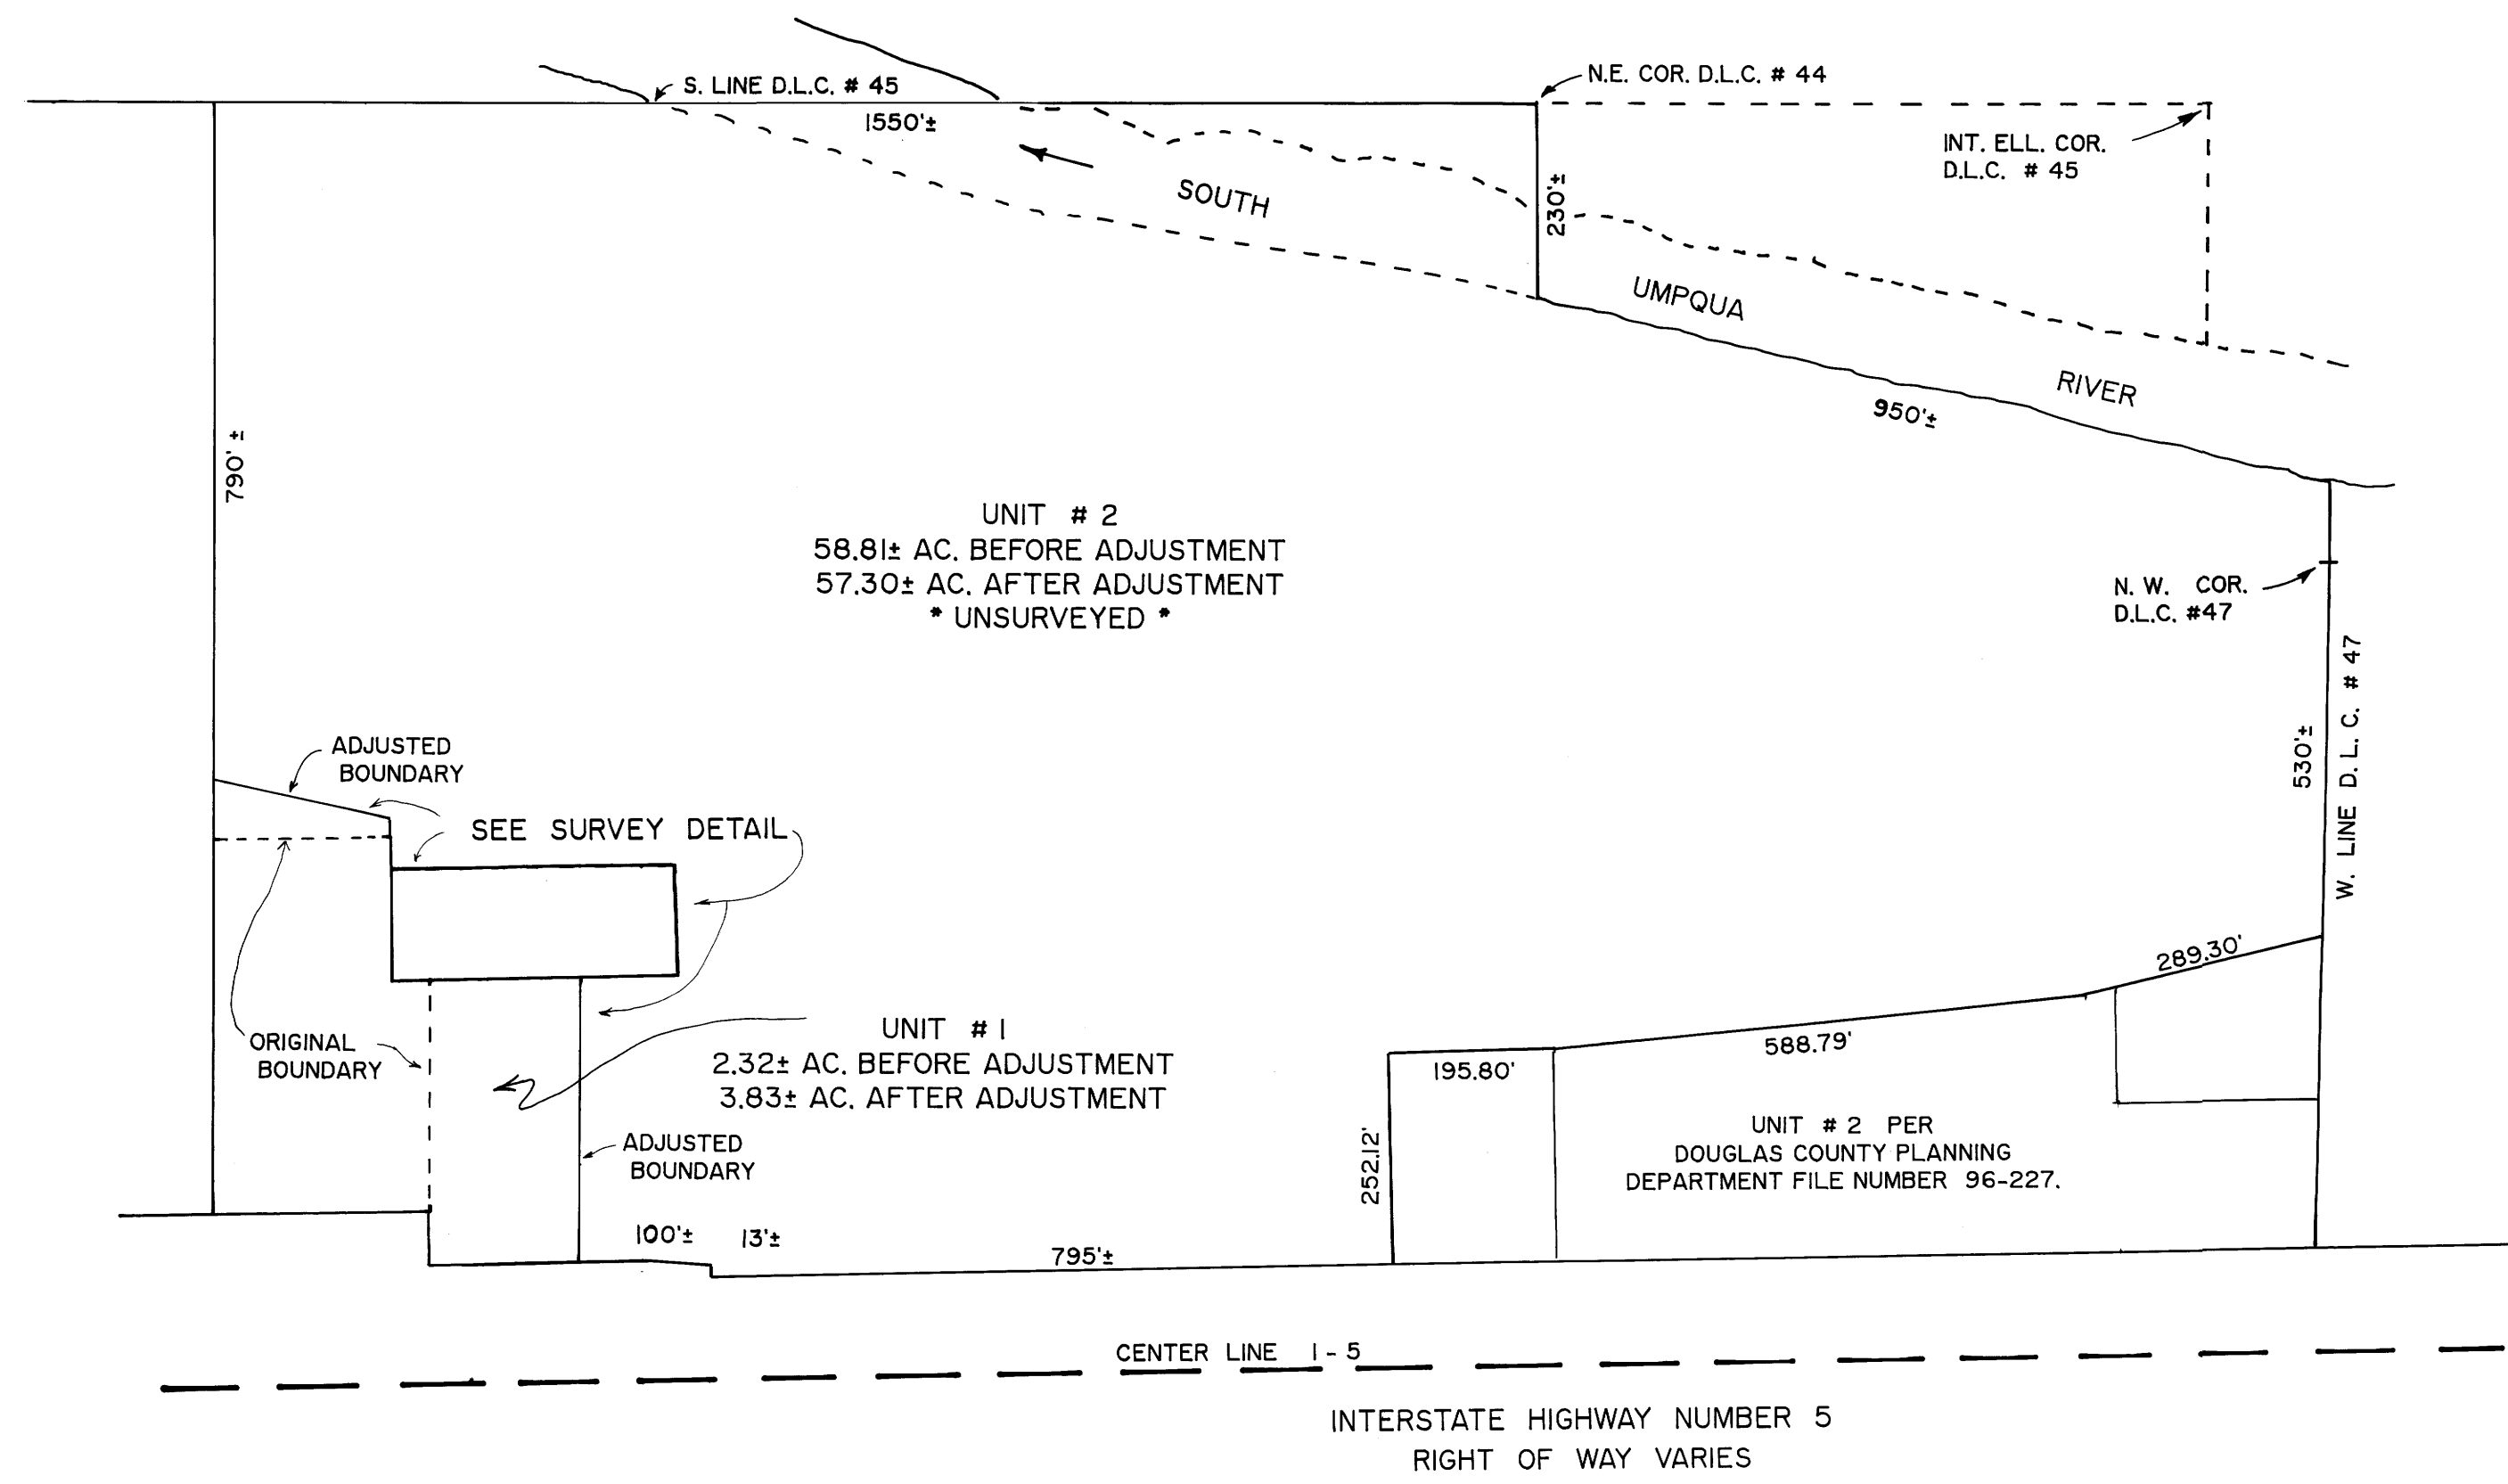 S. LINE D.L.C. # 45
N.E. COR. D.L.C. # 44
1550'±
INT. ELL. COR.
D.L.C. # 45
SOUTH
230'±
UMPQUA
RIVER
950'±
790'±
UNIT # 2
58.81± AC. BEFORE ADJUSTMENT
57.30± AC. AFTER ADJUSTMENT
* UNSURVEYED *
N. W. COR.
D.L.C. #47
W. LINE D. L. C. # 47
530'±
ADJUSTED
BOUNDARY
SEE SURVEY DETAIL
289.30'
ORIGINAL
BOUNDARY
UNIT # 1
2.32± AC. BEFORE ADJUSTMENT
3.83± AC. AFTER ADJUSTMENT
195.80'
588.79'
252.12'
UNIT # 2 PER
DOUGLAS COUNTY PLANNING
DEPARTMENT FILE NUMBER 96-227.
ADJUSTED
BOUNDARY
100'±
13'±
795'±
CENTER LINE I-5
INTERSTATE HIGHWAY NUMBER 5
RIGHT OF WAY VARIES